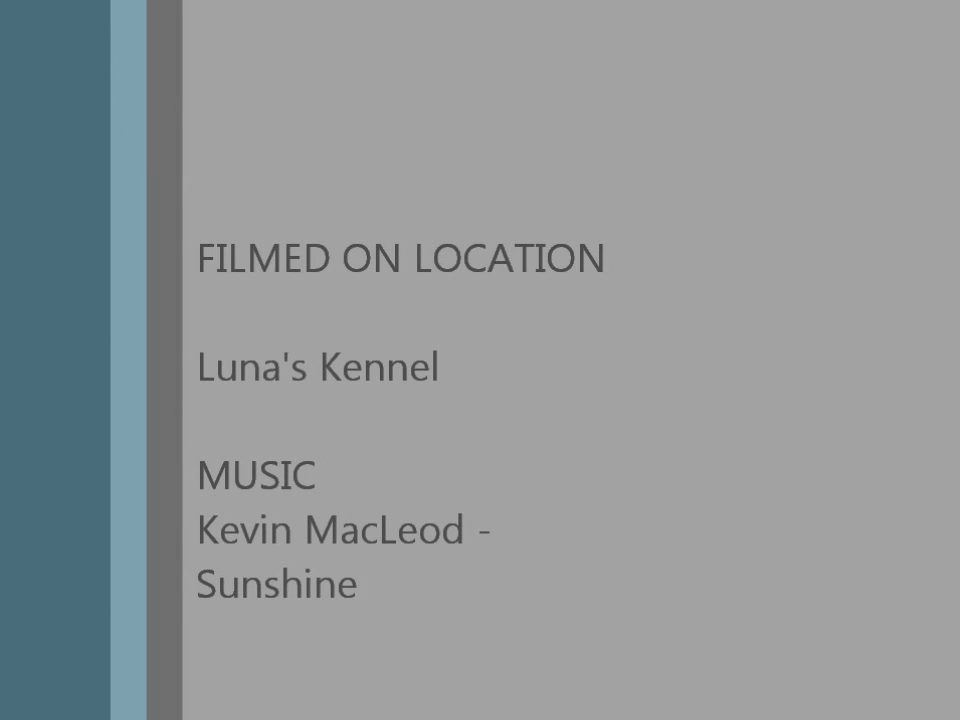 FILMED ON LOCATION
Luna's Kennel
MUSIC
Kevin MacLeod -
Sunshine